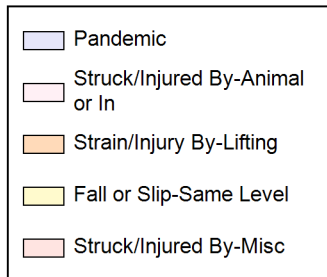 Pandemic
Struck/Injured By-Animal
or In
Strain/Injury By-Lifting
Fall or Slip-Same Level
Struck/Injured By-Misc